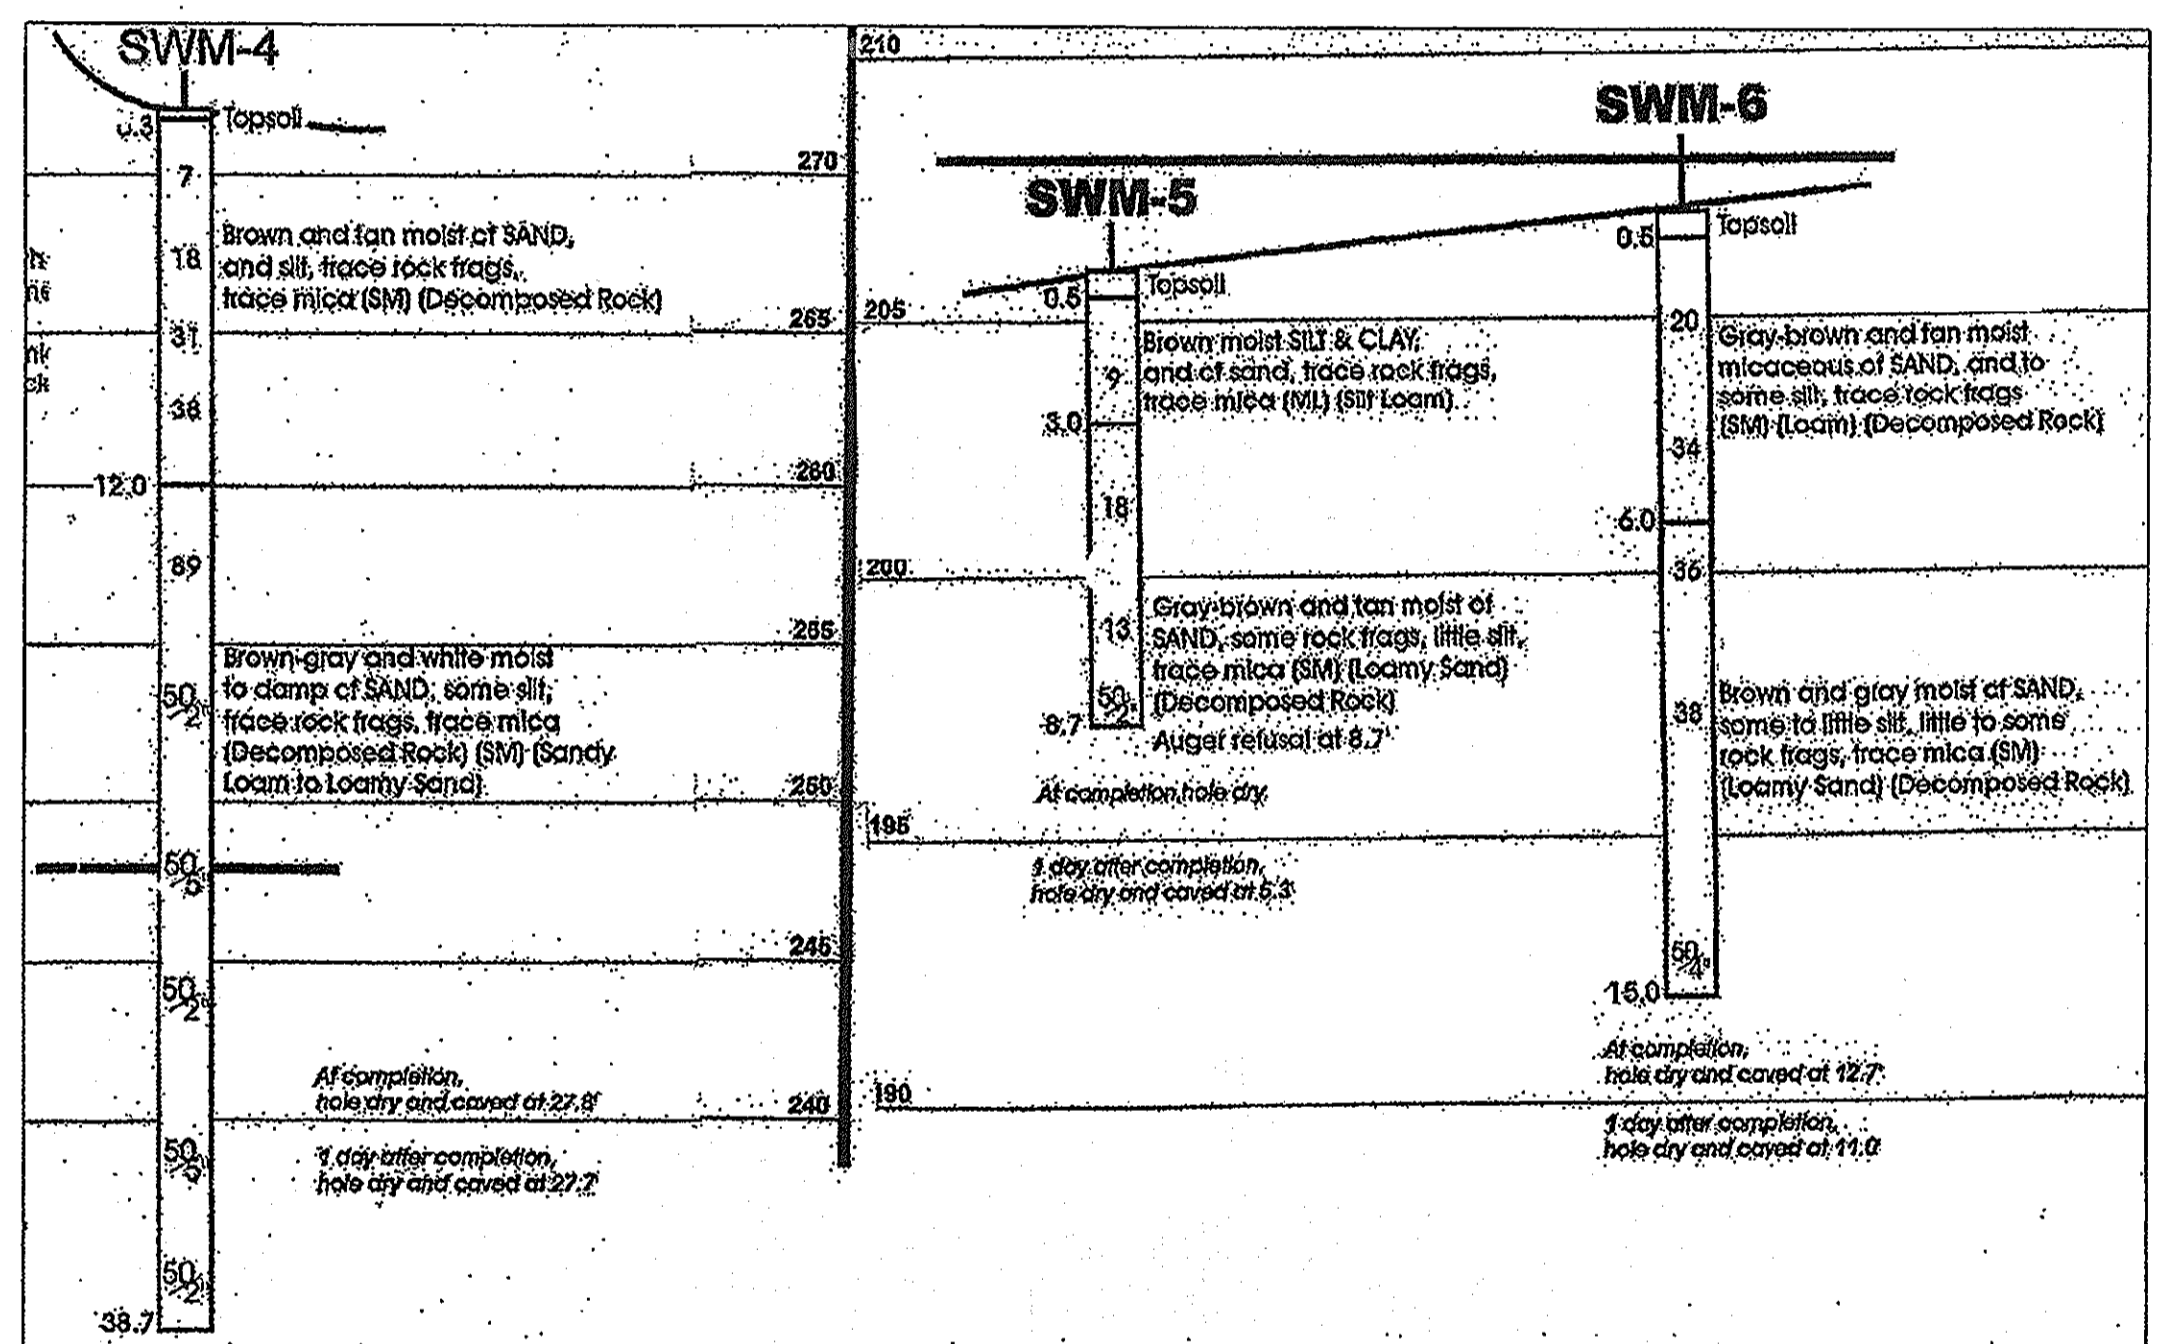 SWM-4
0.3
Topsoil
7
270
18
Brown and tan moist cf SAND,
and silt, trace rock frags,
trace mica (SM) (Decomposed Rock)
31
265
38
12.0
260
89
255
Brown-gray and white moist
to damp cf SAND, some silt,
trace rock frags, trace mica
(Decomposed Rock) (SM) (Sandy
Loam to Loamy Sand)
50/2"
250
245
50/2"
At completion,
hole dry and caved at 27.8'
240
1 day after completion,
hole dry and caved at 27.7'
50/2"
38.7
210
SWM-5
0.5
Topsoil
205
Brown moist SILT & CLAY,
and cf sand, trace rock frags,
trace mica (ML) (Silt Loam)
9
3.0
18
200
13
Gray-brown and tan moist cf
SAND, some rock frags, little silt,
trace mica (SM) (Loamy Sand)
(Decomposed Rock)
50/2"
8.7
Auger refusal at 8.7'
At completion, hole dry
195
1 day after completion,
hole dry and caved at
190
SWM-6
0.5
Topsoil
20
Gray-brown and tan moist
micaceous cf SAND, and to
some silt, trace rock frags
(SM) (Loam) (Decomposed Rock)
34
6.0
36
38
Brown and gray moist cf SAND,
some to little silt, little to some
rock frags, trace mica (SM)
(Loamy Sand) (Decomposed Rock)
50/4"
15.0
At completion,
hole dry and caved at 12.7'
1 day after completion,
hole dry and caved at 11.0'